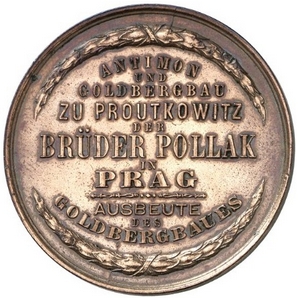 ANTIMON
UND
GOLDBERGBAU
ZU PROUTKOWITZ
DER
BRÜDER POLLAK
IN
PRAG
AUSBEUTE
DES
GOLDBERGBAUES